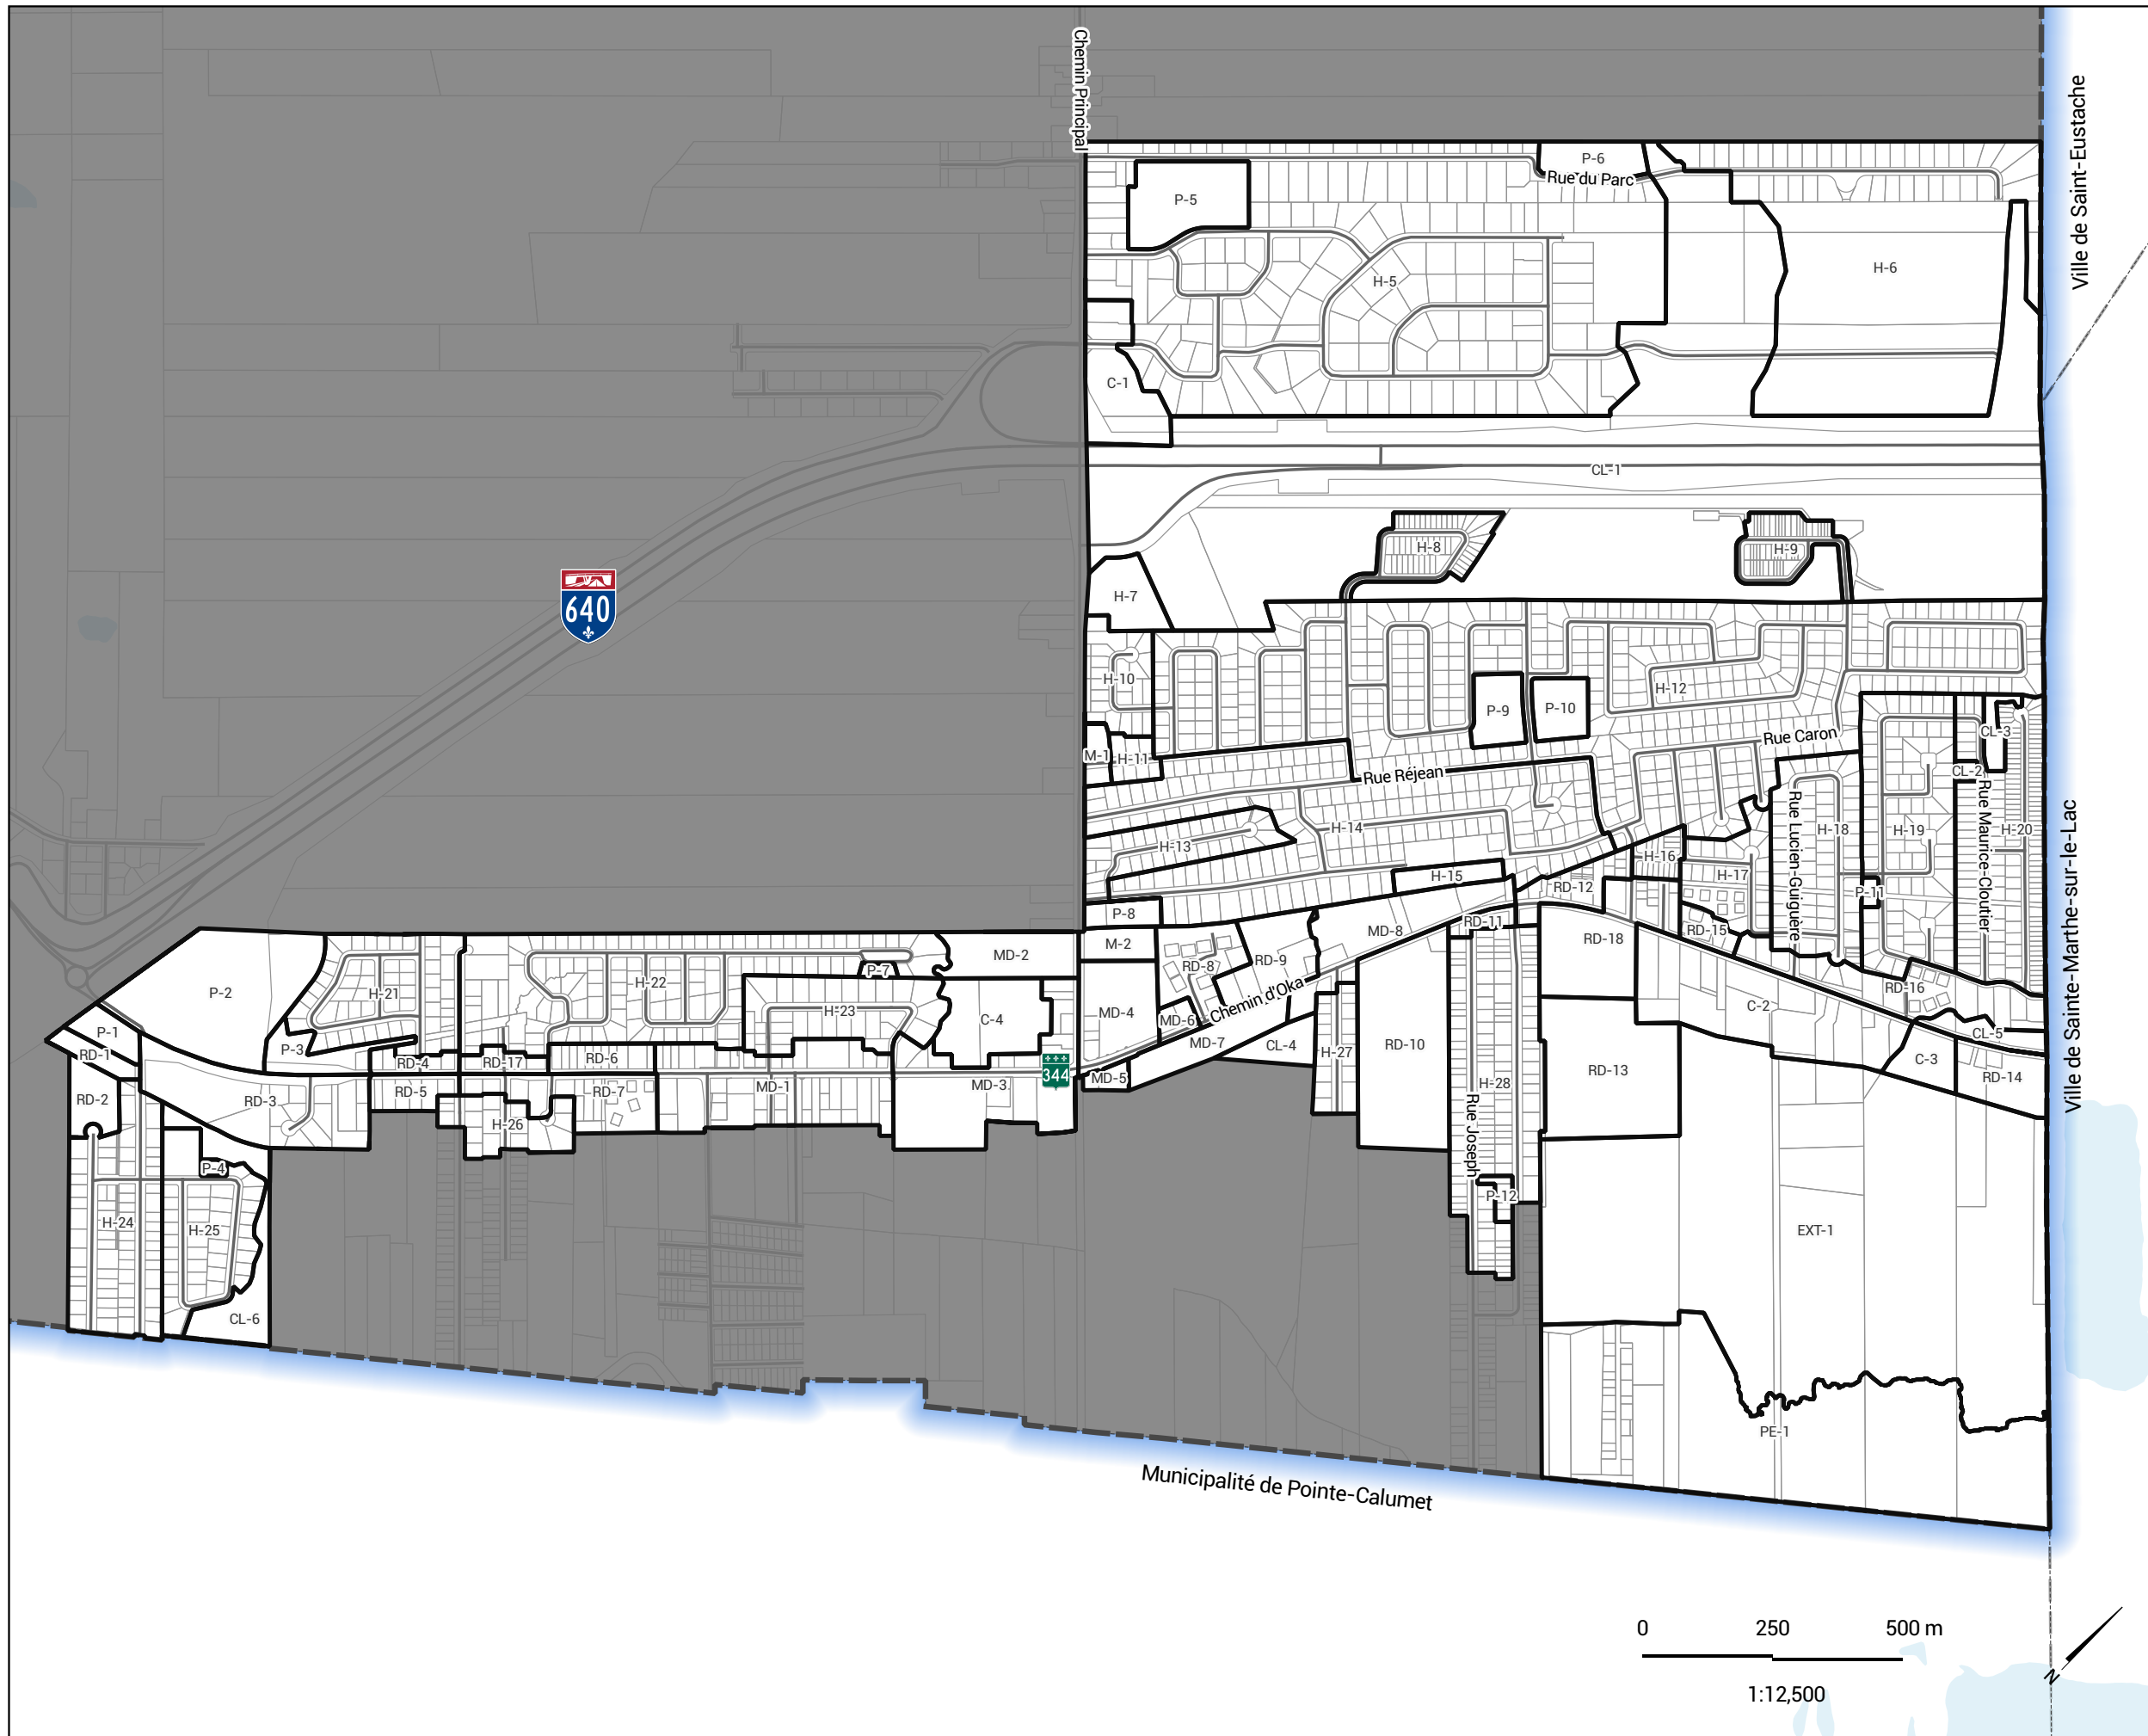 Chemin Principal
Ville de Saint-Eustache
P-6
Rue du Parc
P-5
H-5
H-6
C-1
CL-1
H-8
H-9
640
H-7
H-10
H-12
P-9
P-10
M-1
H-11
Rue Caron
CL-3
CL-2
Rue Réjean
H-14
H-13
H-15
H-16
H-17
Rue Lucien-Giguère
H-18
H-19
Rue Maurice-Cloutier
H-20
P-11
RD-12
P-8
M-2
MD-8
RD-11
RD-18
RD-15
RD-16
Ville de Sainte-Marthe-sur-le-Lac
MD-2
P-7
H-22
H-21
P-2
RD-8
RD-9
Chemin d'Oka
C-2
H-23
C-4
MD-4
MD-6
P-1
RD-1
P-3
RD-4
RD-17
RD-6
MD-7
CL-4
H-27
RD-10
CL-5
C-3
RD-14
RD-13
344
MD-5
RD-2
RD-3
RD-5
RD-7
MD-1
MD-3
H-28
Rue Joseph
H-26
P-4
P-12
H-24
H-25
EXT-1
CL-6
PE-1
Municipalité de Pointe-Calumet
0 250 500 m
1:12,500
N